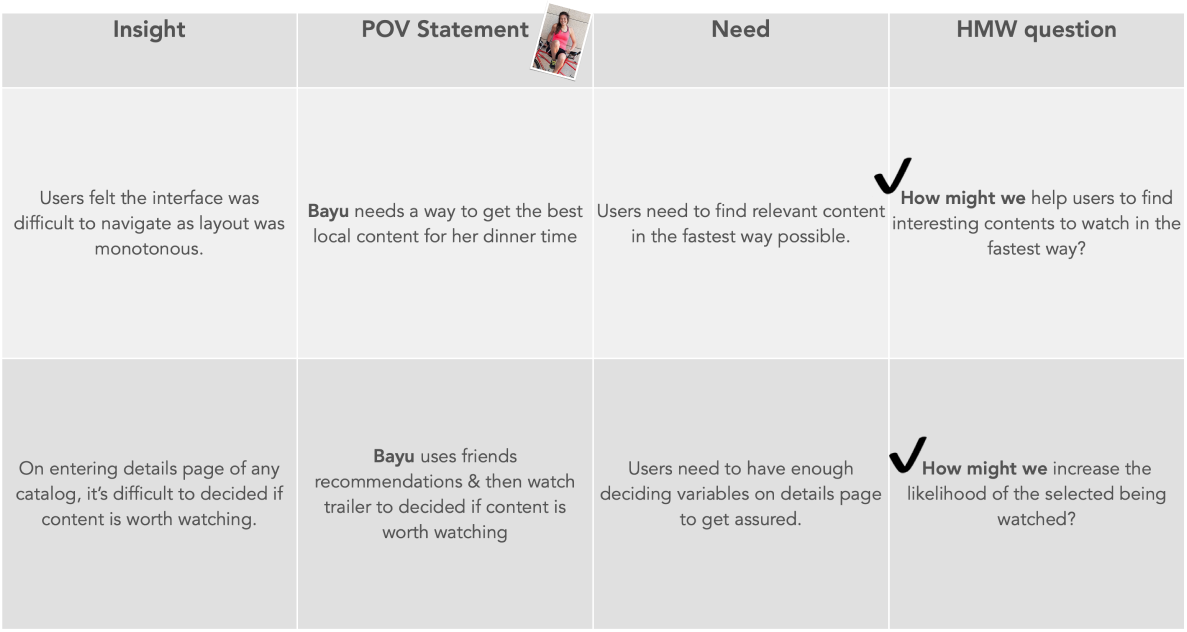 Insight
POV Statement
Need
HMW question
Users felt the interface was
difficult to navigate as layout was
monotonous.
Bayu needs a way to get the best
local content for her dinner time
Users need to find relevant content
in the fastest way possible.
How might we help users to find
interesting contents to watch in the
fastest way?
On entering details page of any
catalog, it's difficult to decided if
content is worth watching.
Bayu uses friends
recommendations & then watch
trailer to decided if content is
worth watching
Users need to have enough
deciding variables on details page
to get assured.
How might we increase the
likelihood of the selected being
watched?